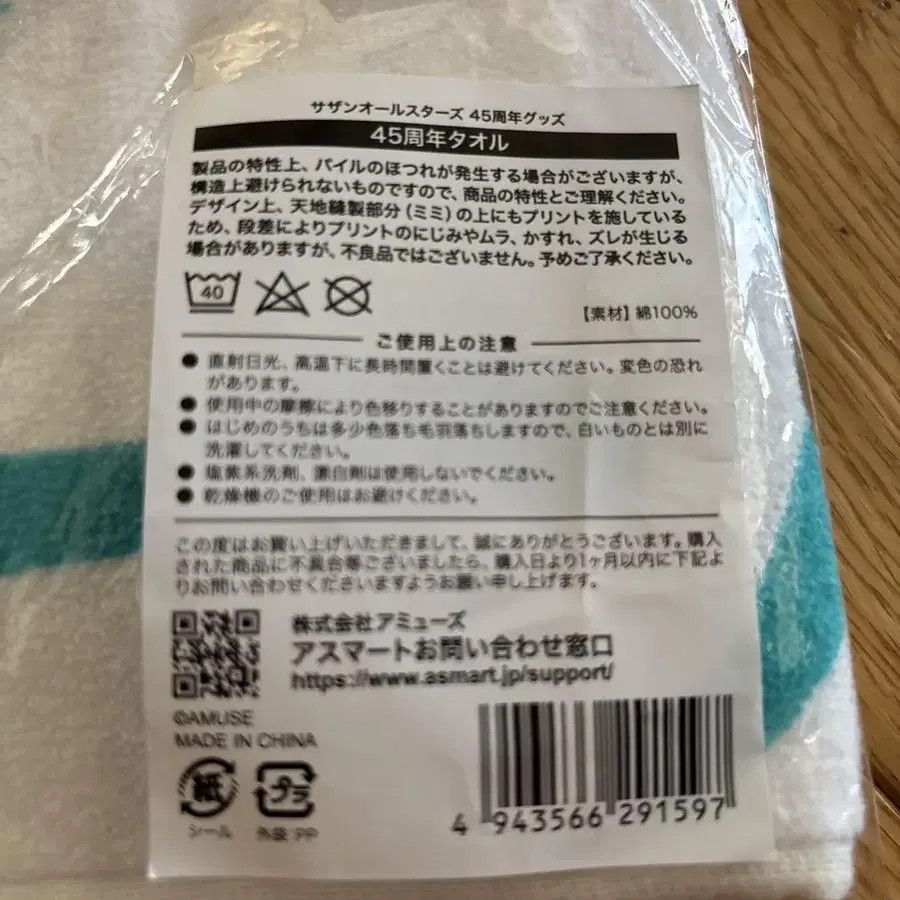 サザンオールスターズ 45周年グッズ
45周年タオル
製品の特性上、パイルのほつれが発生する場合がございますが、
構造上避けられないものですので、商品の特性とご理解ください。
デザイン上、天地縫製部分（ミミ）の上にもプリントを施している
ため、段差によりプリントのにじみやムラ、かすれ、ズレが生じる
場合がありますが、不良品ではございません。予めご了承ください。
40
【素材】綿100%
ご使用上の注意
● 直射日光、高温下に長時間置くことは避けてください。変色の恐れ
があります。
● 使用中の摩擦により色移りすることがありますのでご注意ください。
● はじめのうちは多少色落ち毛羽落ちしますので、白いものとは別に
洗濯してください。
● 塩素系洗剤、漂白剤は使用しないでください。
● 乾燥機のご使用はお避けください。
この度はお買い上げいただきまして、誠にありがとうございます。購入
された商品に不具合等ございましたら、購入日より1ヶ月以内に下記よ
りお問い合わせくださいますようお願い申し上げます。
株式会社アミューズ
アスマートお問い合わせ窓口
https://www.asmart.jp/support/
©AMUSE
MADE IN CHINA
紙
シール
プラ
外袋 PP
4 943566 291597